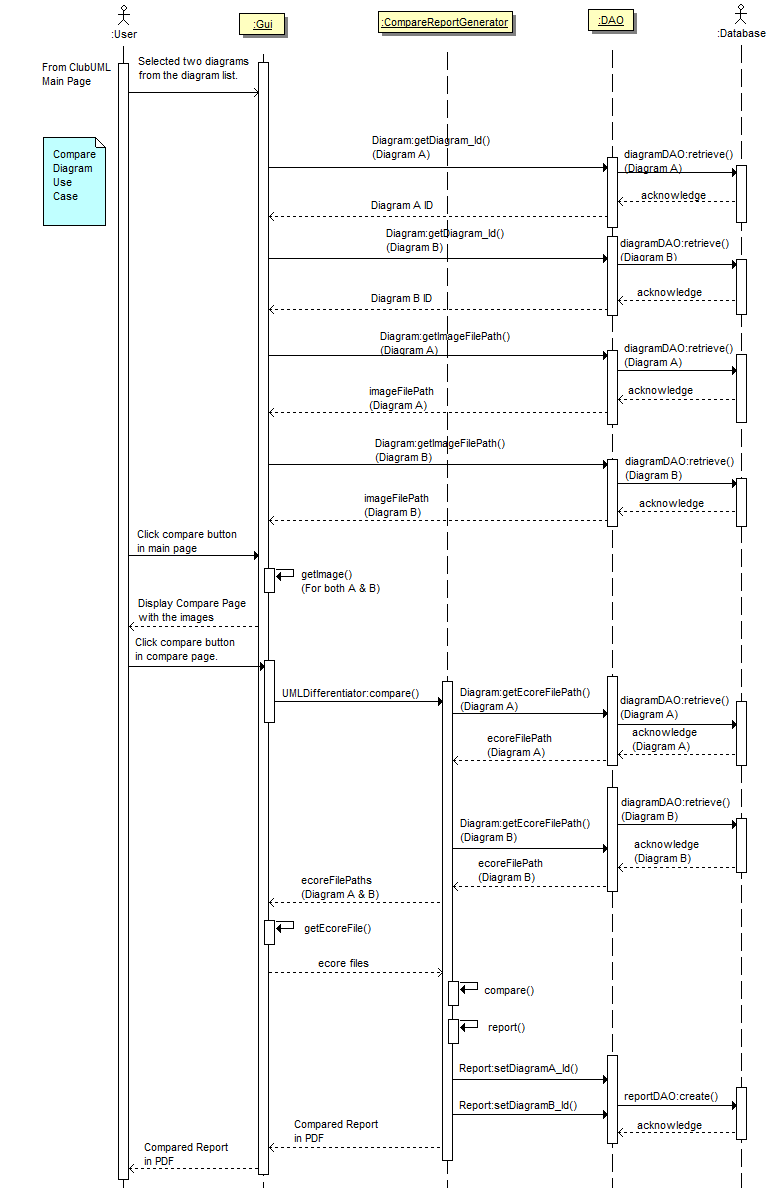 :User
:Gui
:CompareReportGenerator
:DAO
:Database
From ClubUML
Main Page
Selected two diagrams
from the diagram list.
Compare
Diagram
Use
Case
Diagram:getDiagram_Id()
(Diagram A)
diagramDAO:retrieve()
(Diagram A)
acknowledge
Diagram A ID
Diagram:getDiagram_Id()
(Diagram B)
diagramDAO:retrieve()
(Diagram B)
acknowledge
Diagram B ID
Diagram:getImageFilePath()
(Diagram A)
diagramDAO:retrieve()
(Diagram A)
acknowledge
imageFilePath
(Diagram A)
Diagram:getImageFilePath()
(Diagram B)
diagramDAO:retrieve()
(Diagram B)
acknowledge
imageFilePath
(Diagram B)
Click compare button
in main page
getImage()
(For both A & B)
Display Compare Page
with the images
Click compare button
in compare page.
UMLDifferentiator:compare()
Diagram:getEcoreFilePath()
(Diagram A)
diagramDAO:retrieve()
(Diagram A)
acknowledge
(Diagram A)
ecoreFilePath
(Diagram A)
diagramDAO:retrieve()
(Diagram B)
Diagram:getEcoreFilePath()
(Diagram B)
acknowledge
(Diagram B)
ecoreFilePath
(Diagram B)
ecoreFilePaths
(Diagram A & B)
getEcoreFile()
ecore files
compare()
report()
Report:setDiagramA_Id()
reportDAO:create()
Report:setDiagramB_Id()
acknowledge
Compared Report
in PDF
Compared Report
in PDF